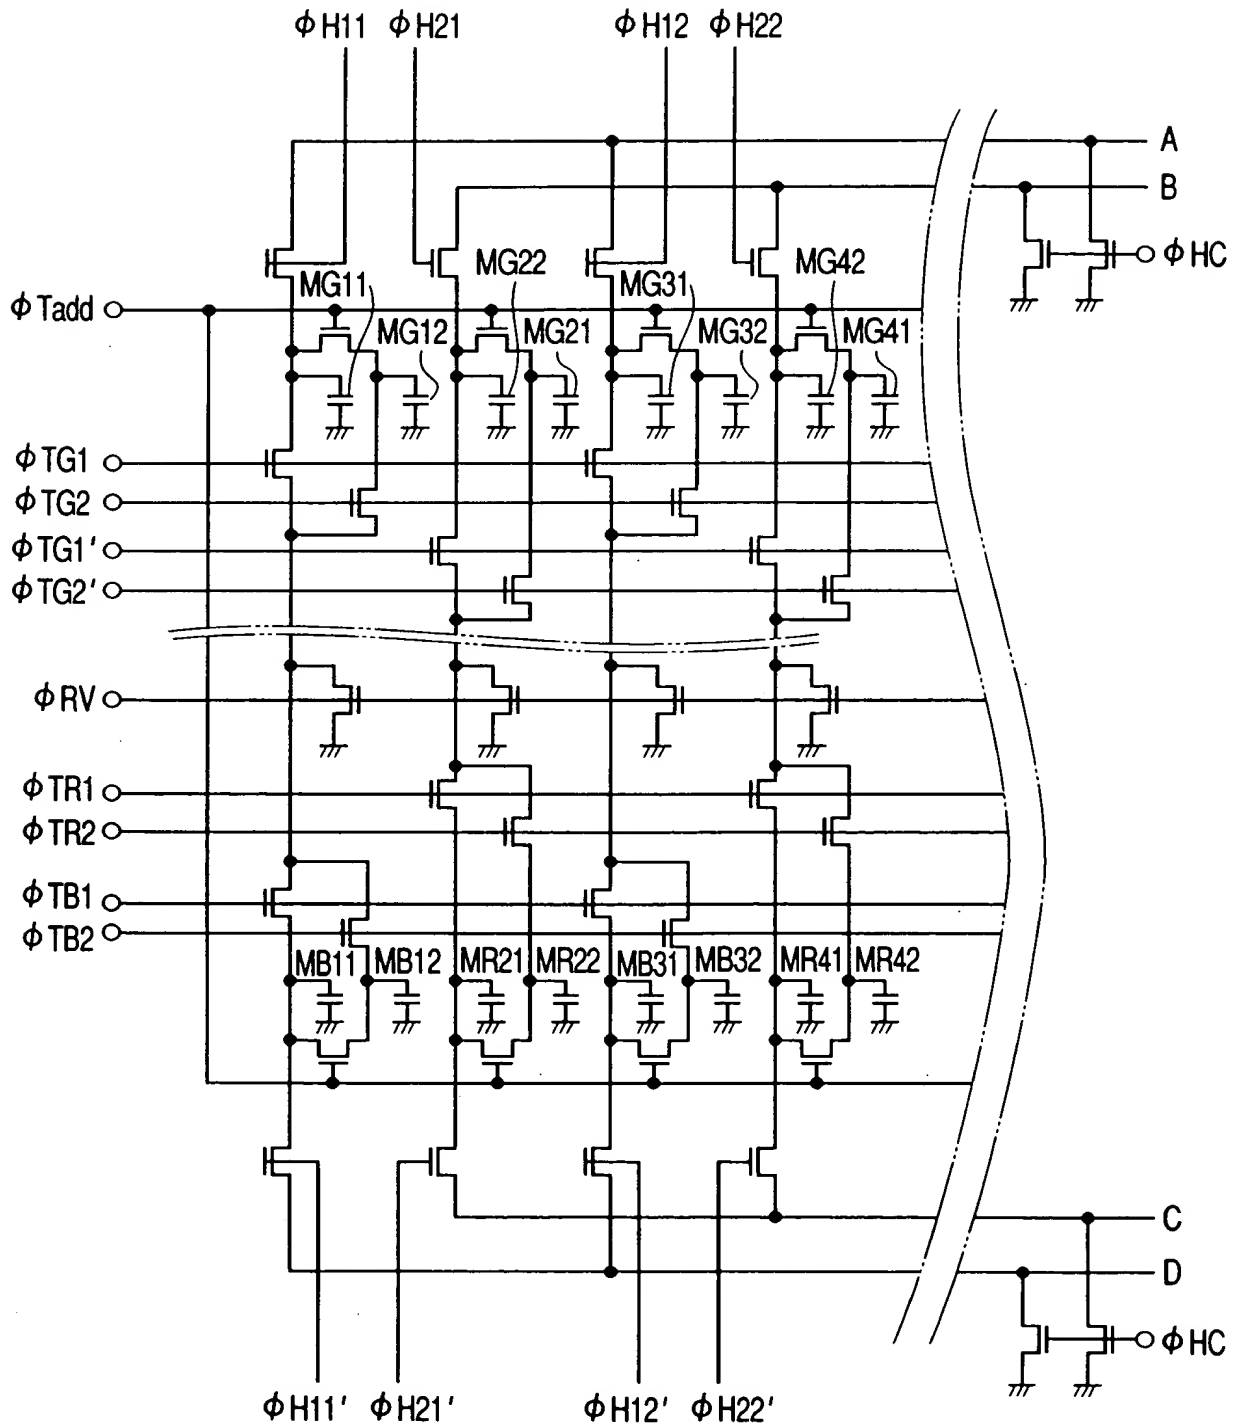 ϕH11 ϕH21 ϕH12 ϕH22
A
B
ϕHC
MG22 MG42
MG11 MG31
ϕTadd
MG12 MG21 MG32 MG41
ϕTG1
ϕTG2
ϕTG1'
ϕTG2'
ϕRV
ϕTR1
ϕTR2
ϕTB1
ϕTB2
MB11 MB12 MR21 MR22 MB31 MB32 MR41 MR42
C
D
ϕHC
ϕH11' ϕH21' ϕH12' ϕH22'